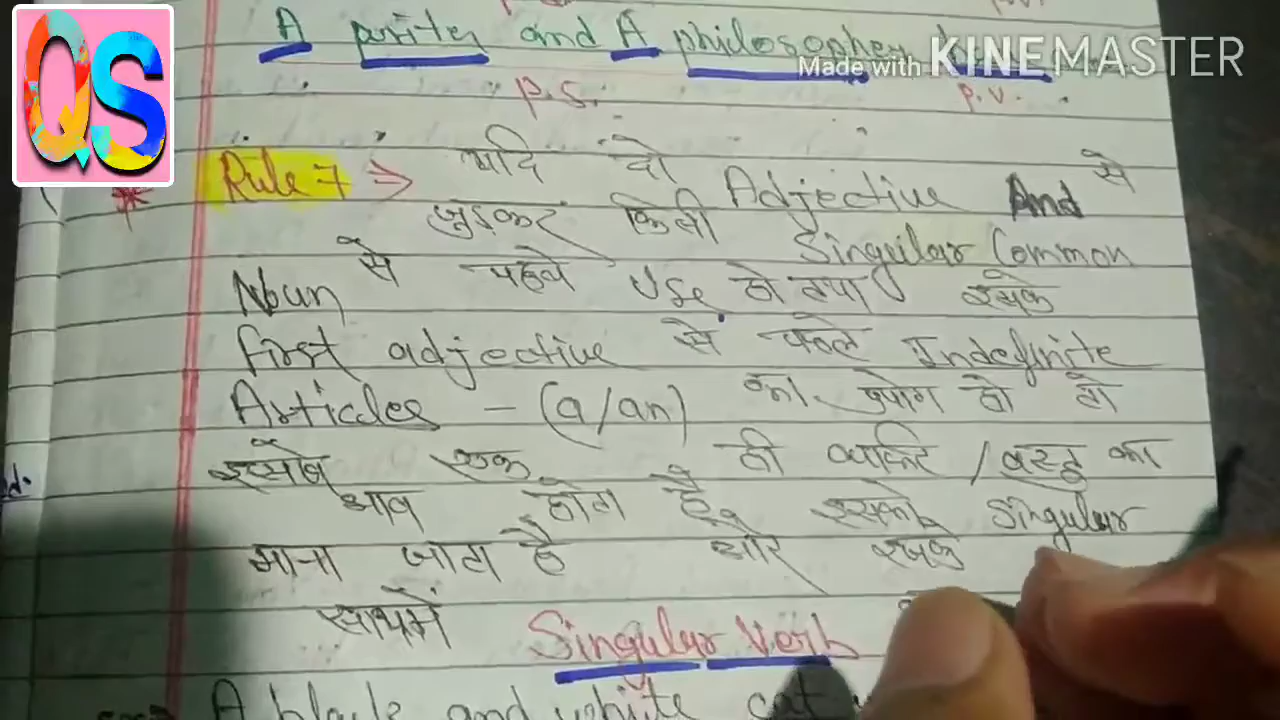 QS
A writer and A philosopher
Made with KINEMASTER
P.S.
P.V.
Rule 7 ⇒ यदि दो Adjective And से
जुड़कर किसी Singular Common
Noun से पहले Use हो तथा इसके
first adjective से पहले Indefinite
Articles - (a/an) का प्रयोग हो तो
इससे एक ही व्यक्ति / वस्तु का
भाव होता है, इसको Singular
माना जाता है और इसके
साथ में Singular Verb
A black and white cat